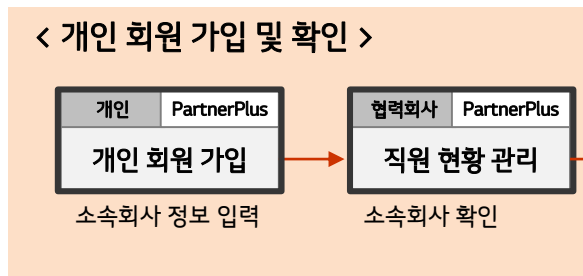 < 개인 회원 가입 및 확인 >
개인 PartnerPlus 협력회사 PartnerPlus
개인 회원 가입 직원 현황 관리
소속회사 정보 입력 소속회사 확인